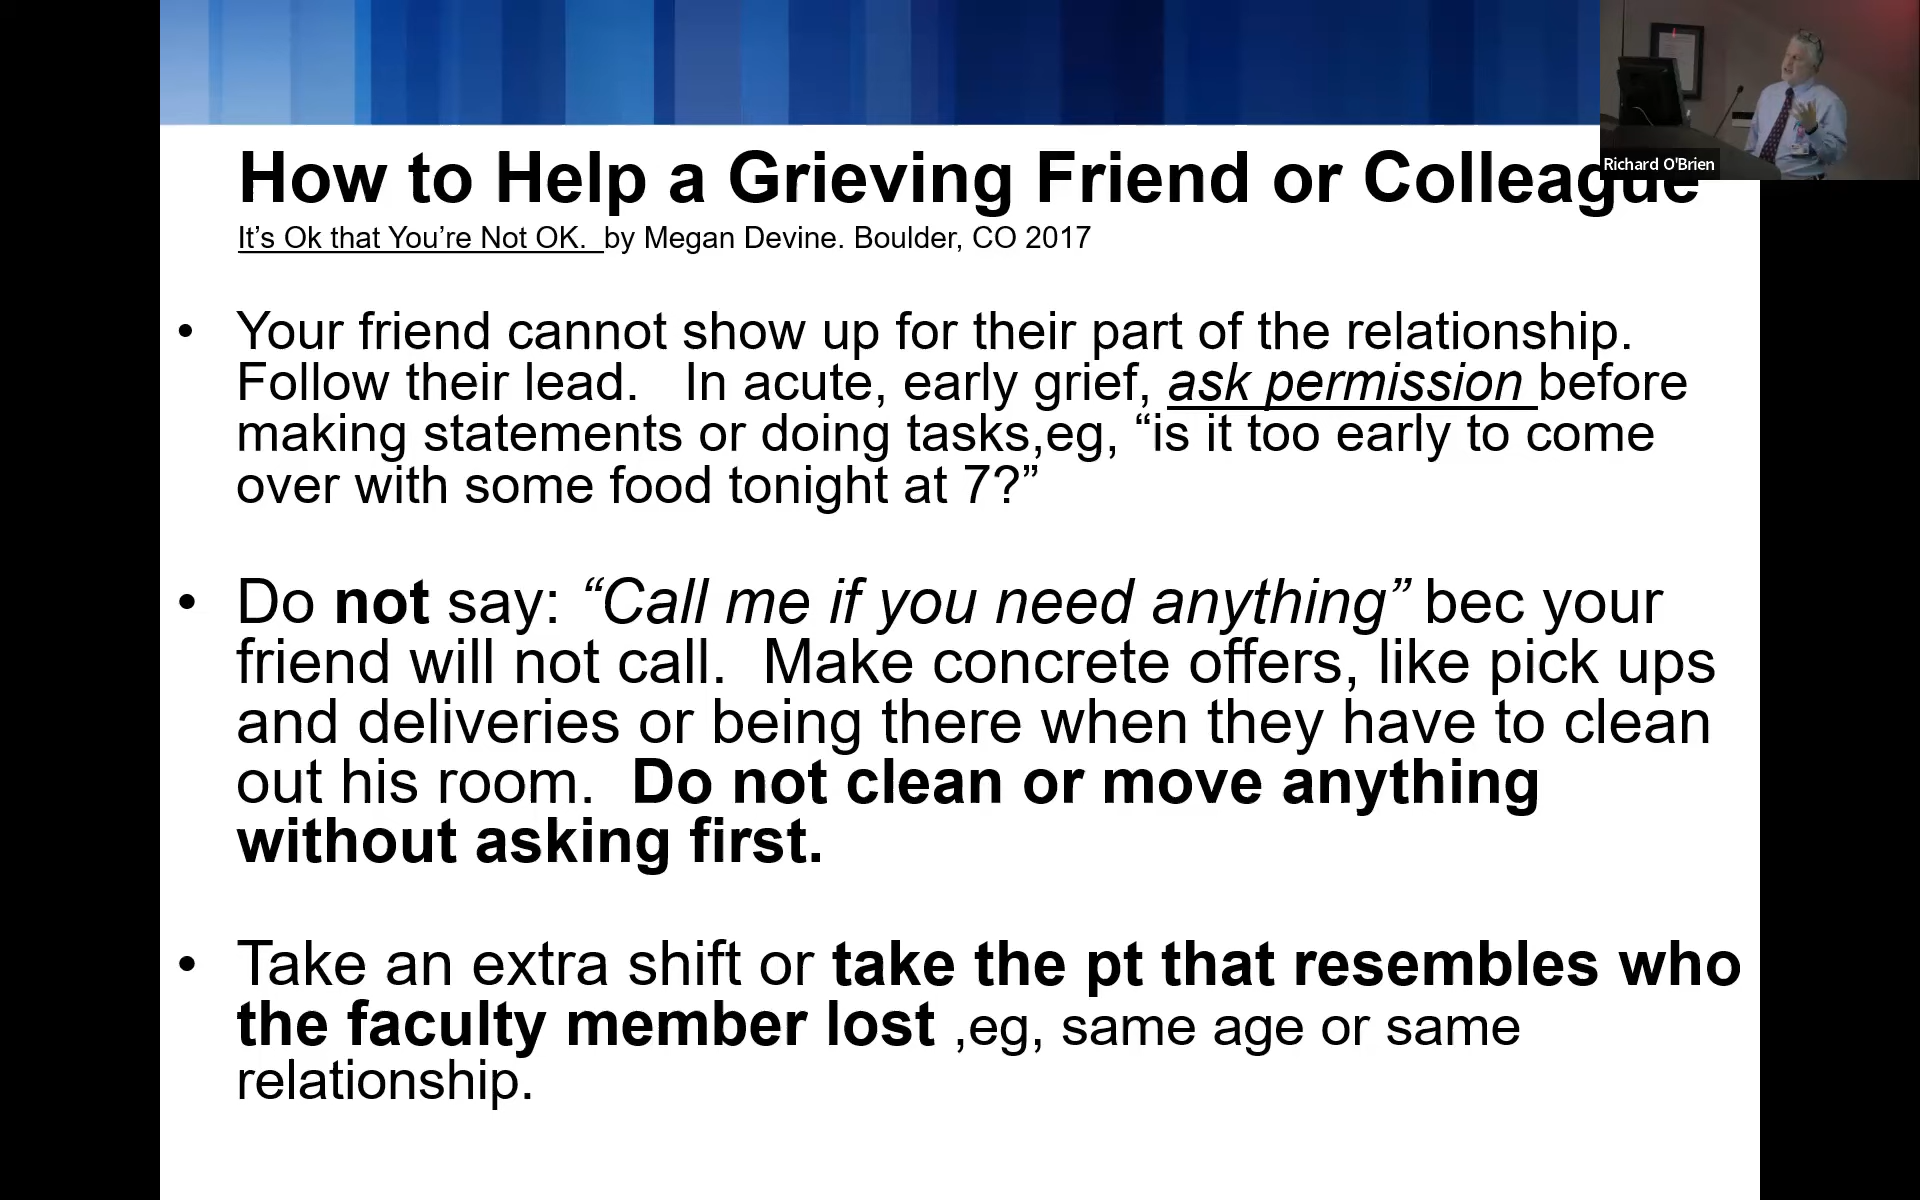 How to Help a Grieving Friend or Colleague
It’s Ok that You’re Not OK. by Megan Devine. Boulder, CO 2017
• Your friend cannot show up for their part of the relationship.
Follow their lead. In acute, early grief, ask permission before
making statements or doing tasks,eg, “is it too early to come
over with some food tonight at 7?”
• Do not say: “Call me if you need anything” bec your
friend will not call. Make concrete offers, like pick ups
and deliveries or being there when they have to clean
out his room. Do not clean or move anything
without asking first.
• Take an extra shift or take the pt that resembles who
the faculty member lost ,eg, same age or same
relationship.
Richard O'Brien